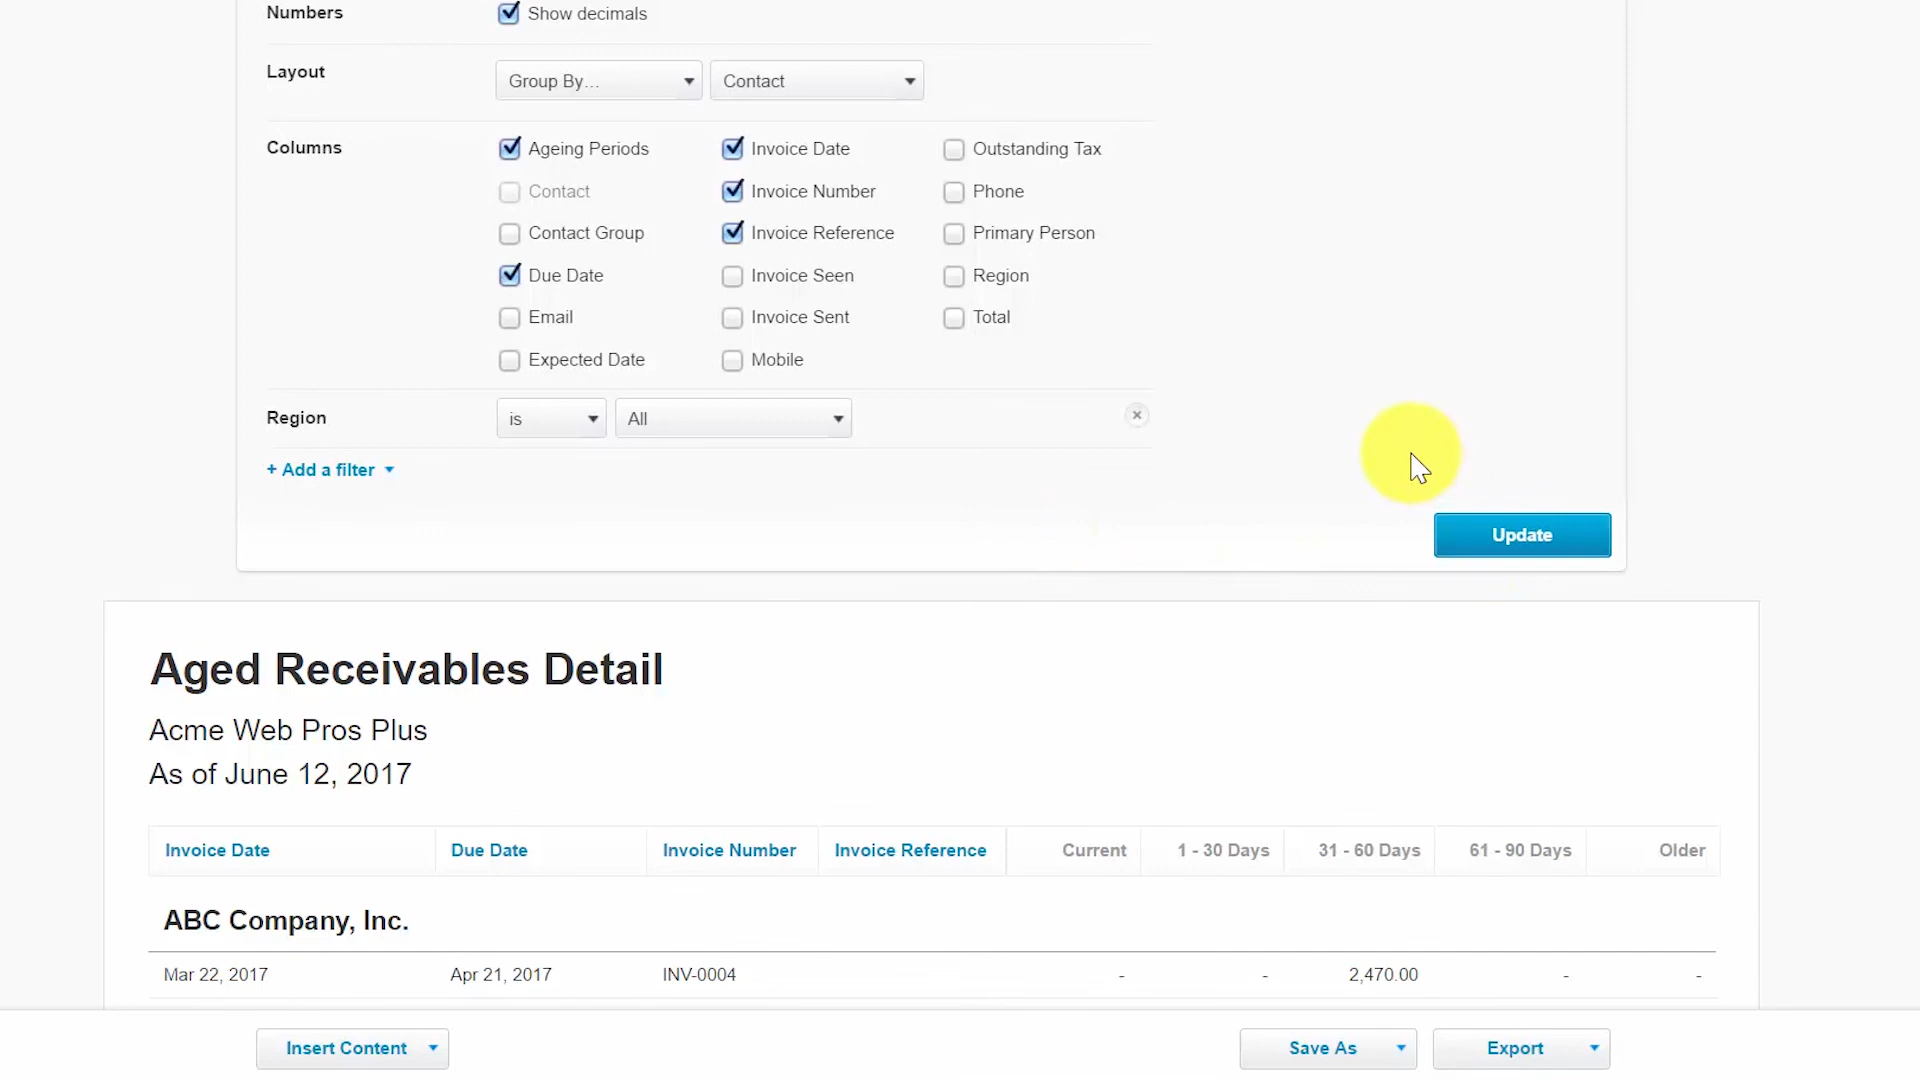 Numbers Show decimals
Layout Group By... Contact
Columns Ageing Periods Invoice Date Outstanding Tax
Contact Invoice Number Phone
Contact Group Invoice Reference Primary Person
Due Date Invoice Seen Region
Email Invoice Sent Total
Expected Date Mobile
Region is All
+ Add a filter
Update
Aged Receivables Detail
Acme Web Pros Plus
As of June 12, 2017
Invoice Date Due Date Invoice Number Invoice Reference Current 1 - 30 Days 31 - 60 Days 61 - 90 Days Older
ABC Company, Inc.
Mar 22, 2017 Apr 21, 2017 INV-0004 - - 2,470.00 - -
Insert Content Save As Export